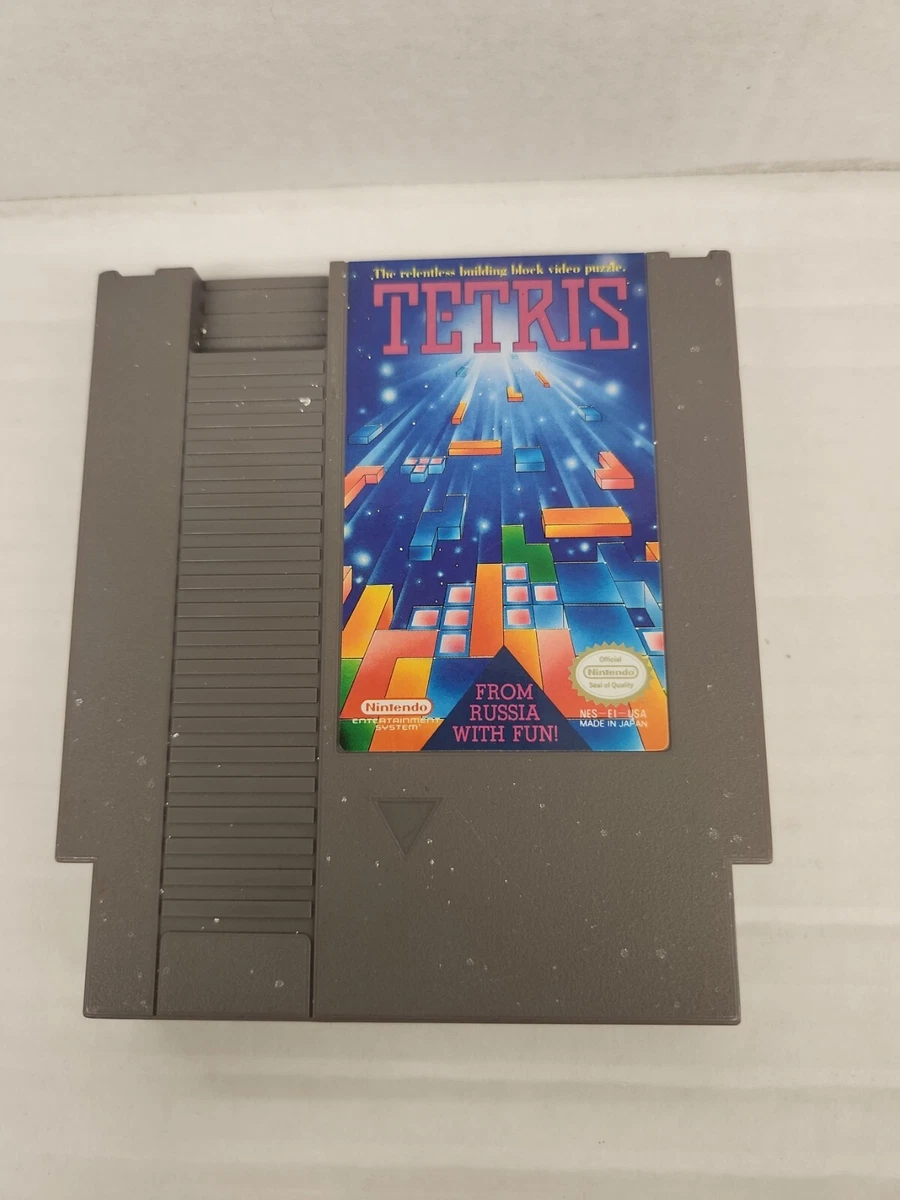 The relentless building block video puzzle.
TETRIS
Official
Nintendo
Seal of Quality
Nintendo
ENTERTAINMENT
SYSTEM
FROM
RUSSIA
WITH FUN!
NES-EI-USA
MADE IN JAPAN